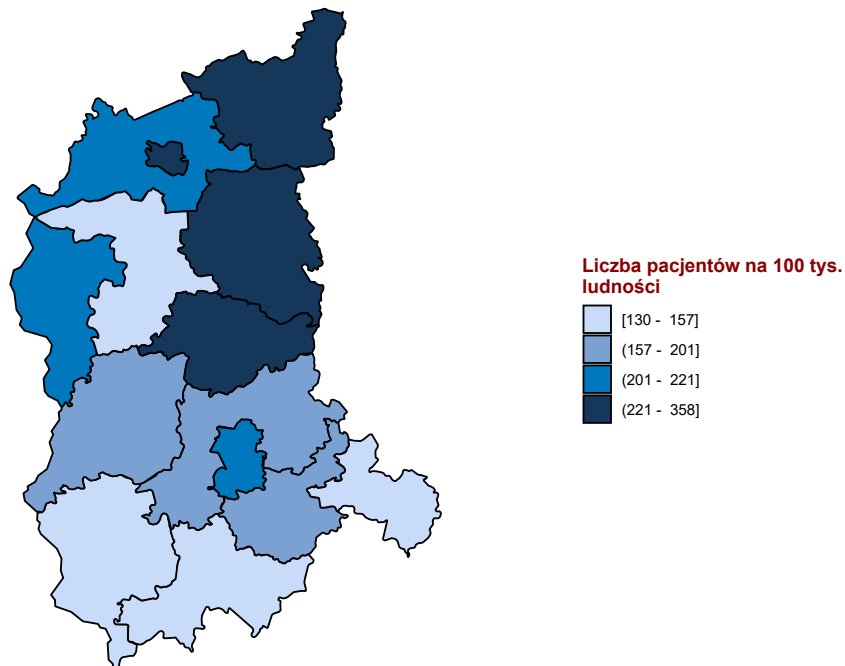 Liczba pacjentów na 100 tys.
ludności
[130 - 157]
(157 - 201]
(201 - 221]
(221 - 358]